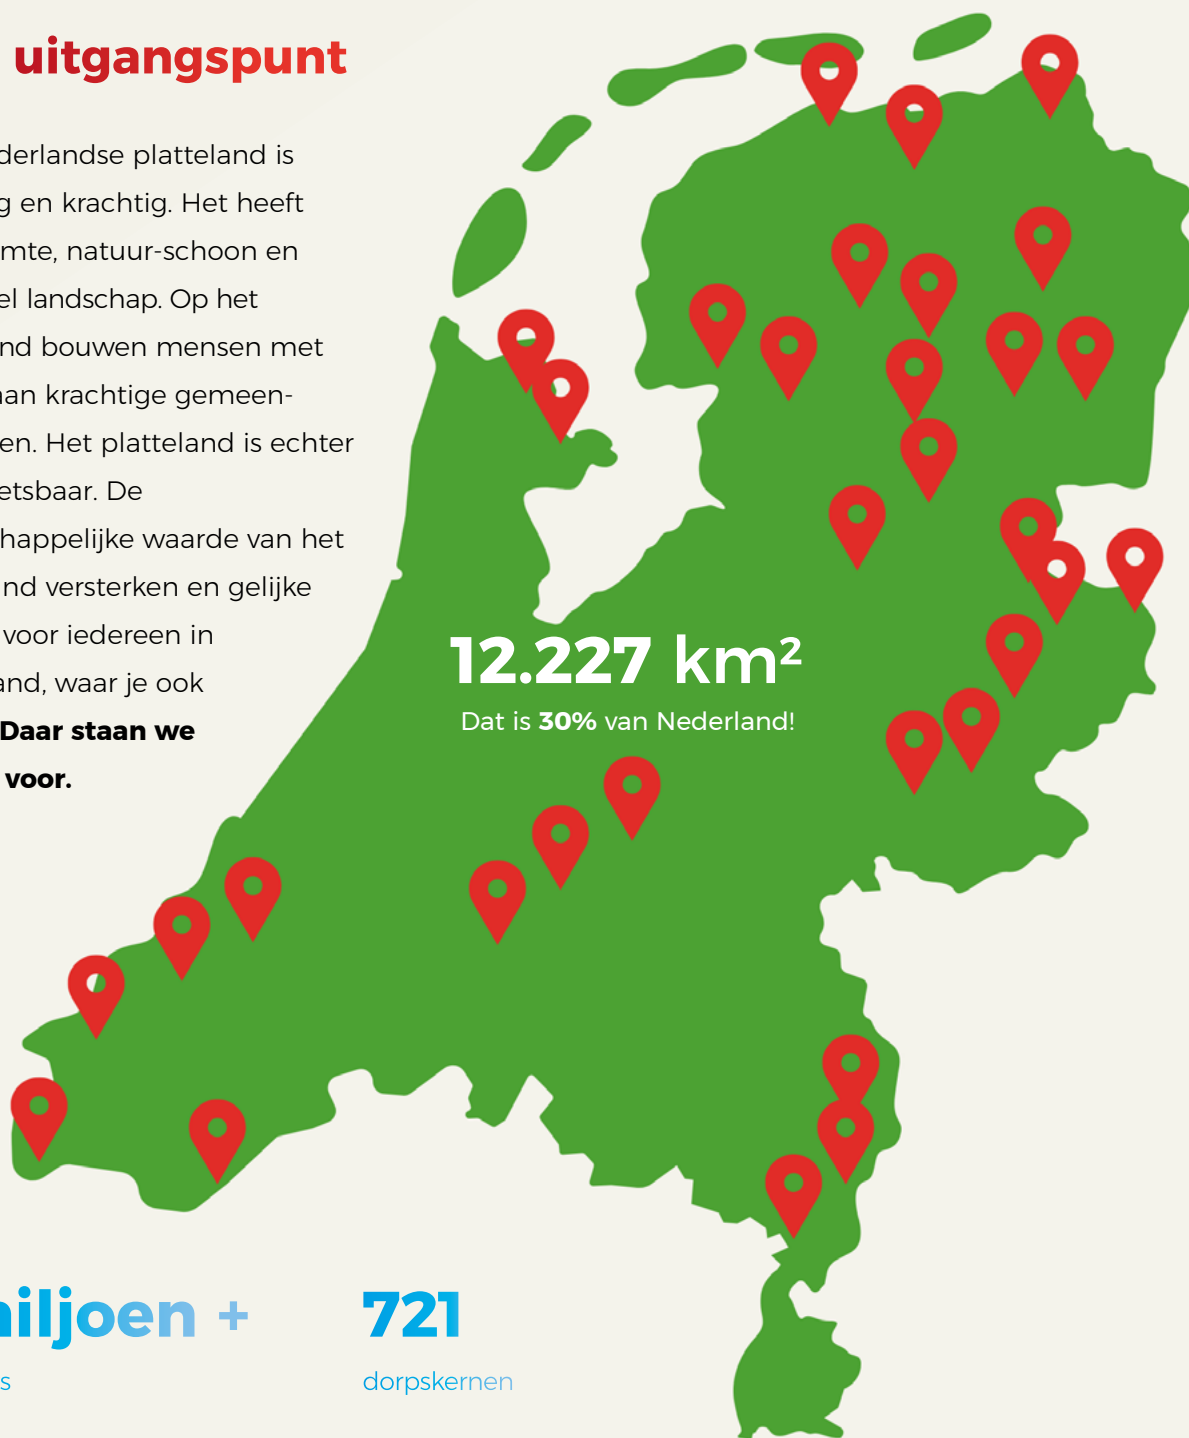 uitgangspunt
derlandse platteland is
g en krachtig. Het heeft
mte, natuur-schoon en
el landschap. Op het
nd bouwen mensen met
aan krachtige gemeen-
en. Het platteland is echter
etsbaar. De
happelijke waarde van het
nd versterken en gelijke
voor iedereen in
and, waar je ook
Daar staan we
voor.
12.227 km²
Dat is 30% van Nederland!
iljoen +
s
721
dorpskernen